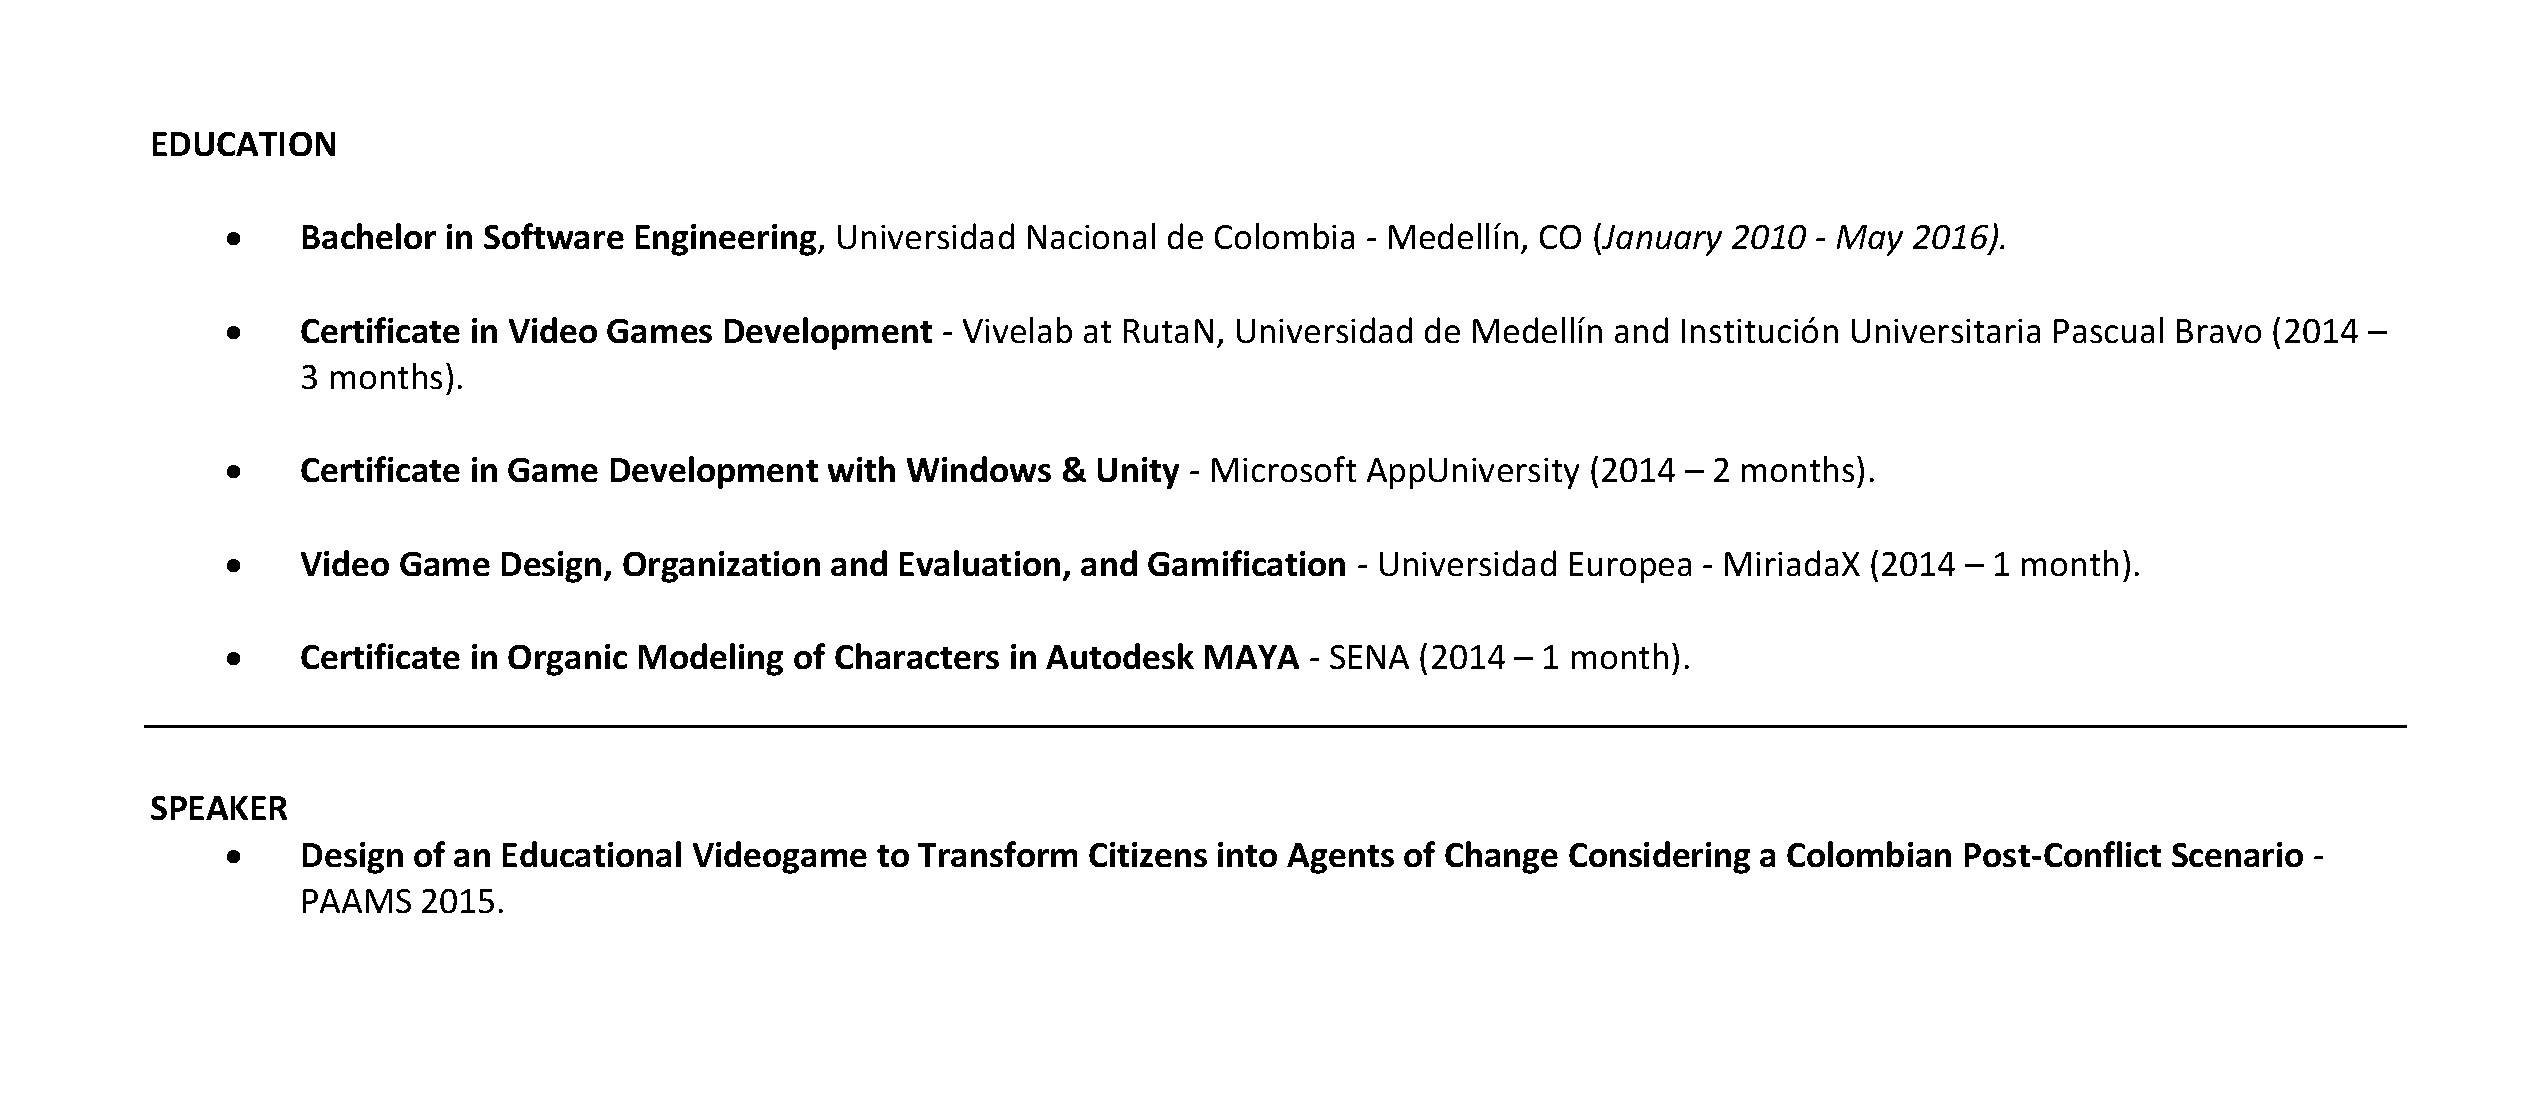 EDUCATION
• Bachelor in Software Engineering, Universidad Nacional de Colombia - Medellín, CO (January 2010 - May 2016).
• Certificate in Video Games Development - Vivelab at RutaN, Universidad de Medellín and Institución Universitaria Pascual Bravo (2014 –
3 months).
• Certificate in Game Development with Windows & Unity - Microsoft AppUniversity (2014 – 2 months).
• Video Game Design, Organization and Evaluation, and Gamification - Universidad Europea - MiriadaX (2014 – 1 month).
• Certificate in Organic Modeling of Characters in Autodesk MAYA - SENA (2014 – 1 month).
SPEAKER
• Design of an Educational Videogame to Transform Citizens into Agents of Change Considering a Colombian Post-Conflict Scenario -
PAAMS 2015.